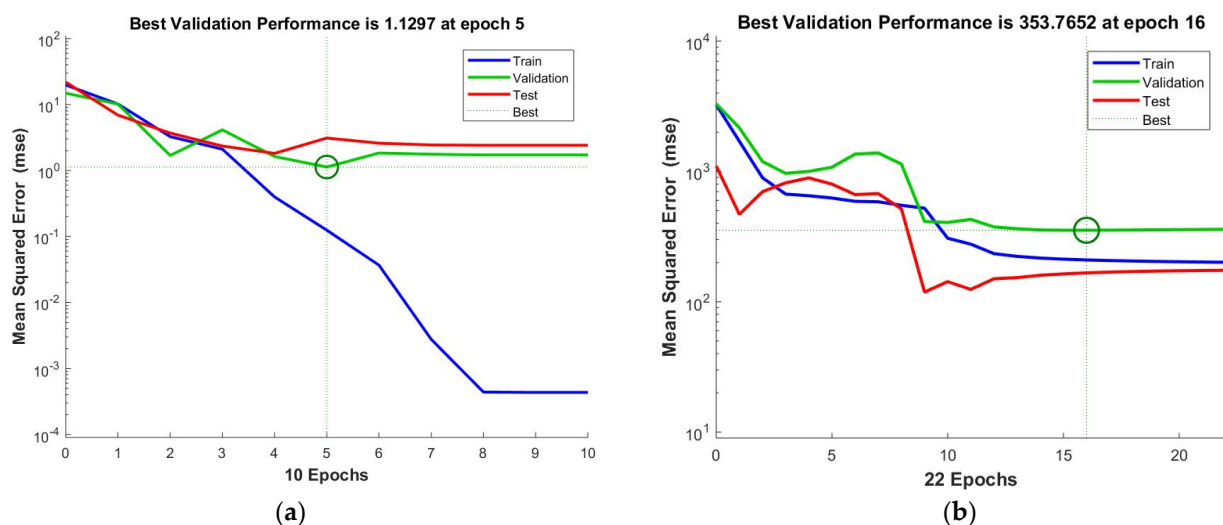 Best Validation Performance is 1.1297 at epoch 5
10^2
10^1
10^0
10^-1
10^-2
10^-3
10^-4
Mean Squared Error (mse)
Train
Validation
Test
Best
0 1 2 3 4 5 6 7 8 9 10
10 Epochs
(a)
Best Validation Performance is 353.7652 at epoch 16
10^4
10^3
10^2
10^1
Mean Squared Error (mse)
Train
Validation
Test
Best
0 5 10 15 20
22 Epochs
(b)